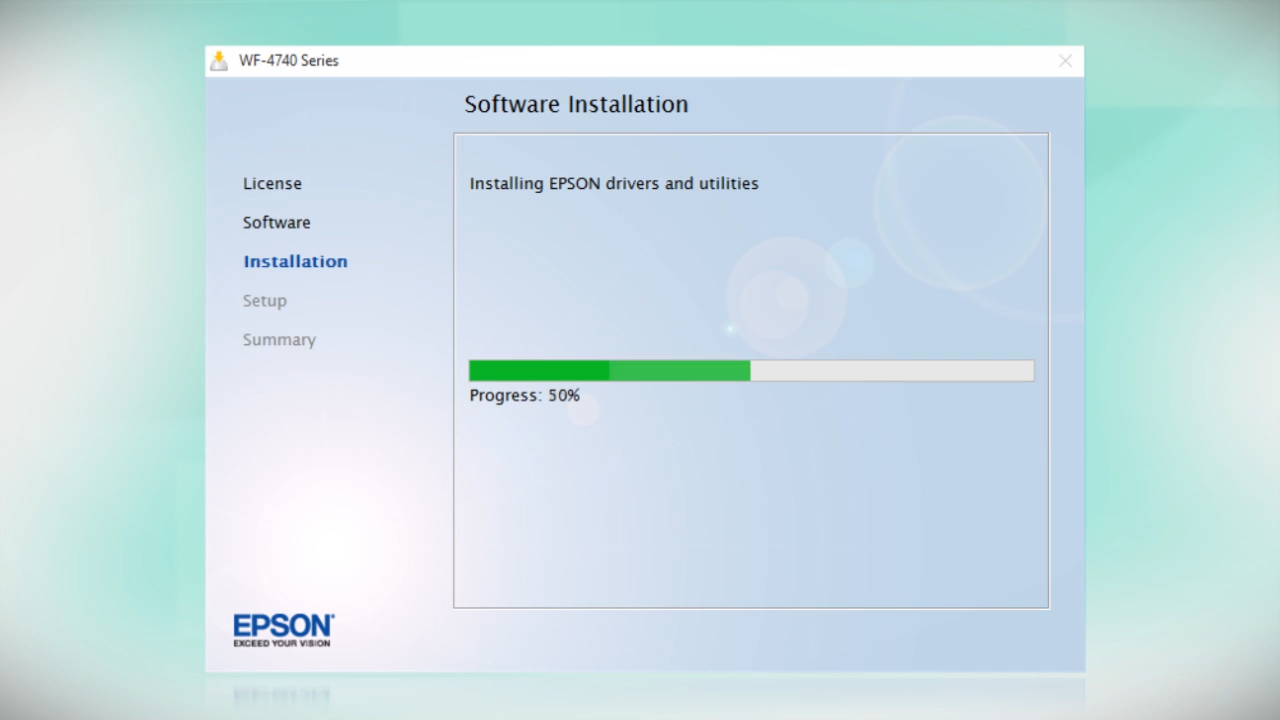 WF-4740 Series
Software Installation
License
Software
Installation
Setup
Summary
Installing EPSON drivers and utilities
Progress: 50%
EPSON
EXCEED YOUR VISION